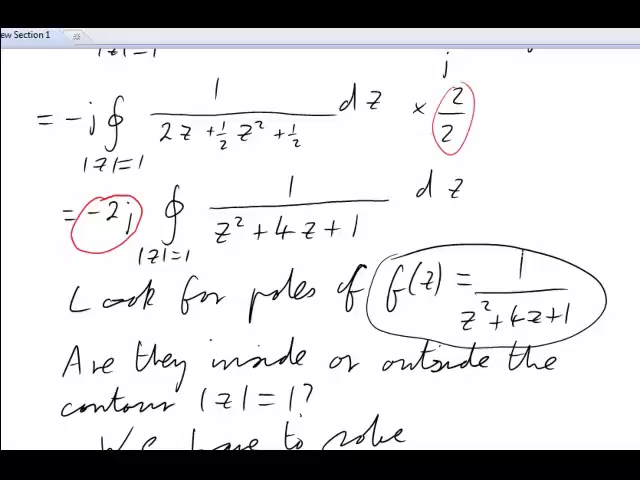 ew Section 1
|z|=1
j
= -j ∮ 1 / (2z + ½z² + ½) dz × 2/2
|z|=1
= -2j ∮ 1 / (z² + 4z + 1) dz
|z|=1
Look for poles of f(z) = 1 / (z² + 4z + 1)
Are they inside or outside the
contour |z| = 1?
We have to solve